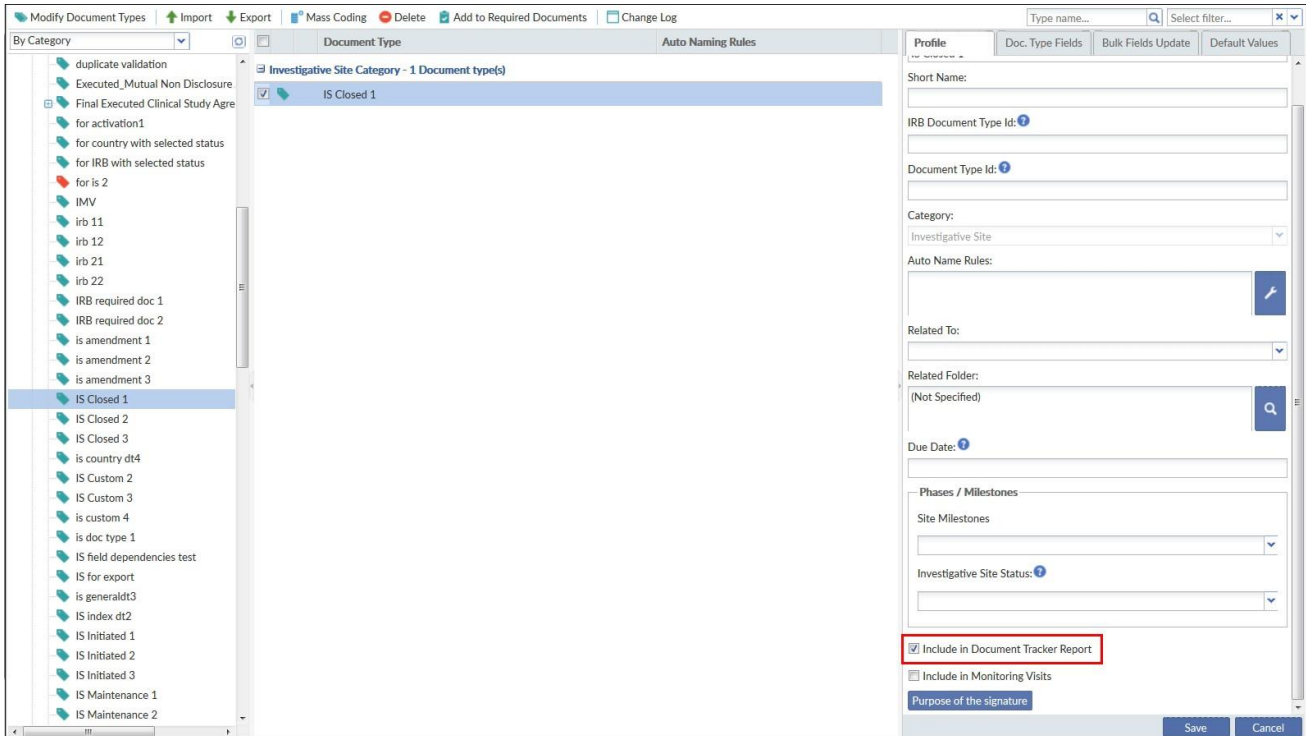 Modify Document Types Import Export Mass Coding Delete Add to Required Documents Change Log Type name... Select filter...
By Category
Document Type Auto Naming Rules
Profile Doc. Type Fields Bulk Fields Update Default Values
duplicate validation
Executed_Mutual Non Disclosure
Final Executed Clinical Study Agre
for activation1
for country with selected status
for IRB with selected status
for is 2
IMV
irb 11
irb 12
irb 21
irb 22
IRB required doc 1
IRB required doc 2
is amendment 1
is amendment 2
is amendment 3
IS Closed 1
IS Closed 2
IS Closed 3
is country dt4
IS Custom 2
IS Custom 3
is custom 4
is doc type 1
IS field dependencies test
IS for export
is generaldt3
IS index dt2
IS Initiated 1
IS Initiated 2
IS Initiated 3
IS Maintenance 1
IS Maintenance 2
Investigative Site Category - 1 Document type(s)
IS Closed 1
Short Name:
IRB Document Type Id:
Document Type Id:
Category:
Investigative Site
Auto Name Rules:
Related To:
Related Folder:
(Not Specified)
Due Date:
Phases / Milestones
Site Milestones
Investigative Site Status:
Include in Document Tracker Report
Include in Monitoring Visits
Purpose of the signature
Save Cancel